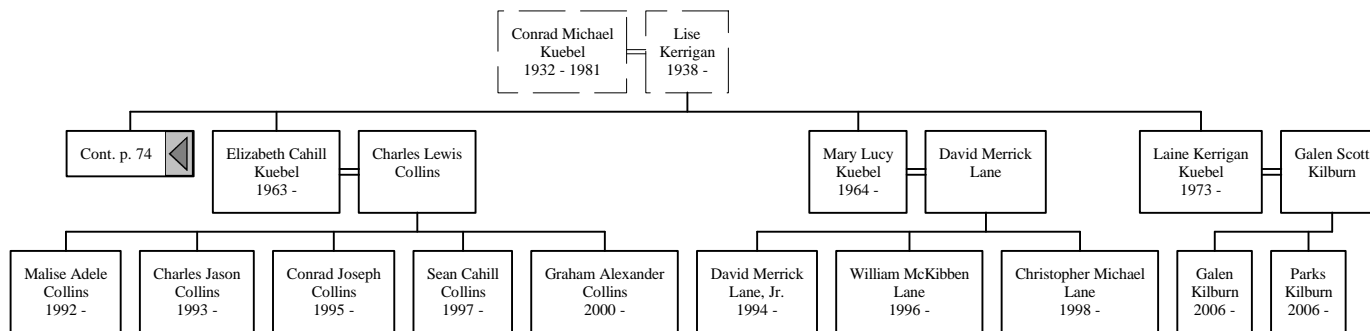 Conrad Michael
Kuebel
1932 - 1981
Lise
Kerrigan
1938 -
Cont. p. 74
Elizabeth Cahill
Kuebel
1963 -
Charles Lewis
Collins
Mary Lucy
Kuebel
1964 -
David Merrick
Lane
Laine Kerrigan
Kuebel
1973 -
Galen Scott
Kilburn
Malise Adele
Collins
1992 -
Charles Jason
Collins
1993 -
Conrad Joseph
Collins
1995 -
Sean Cahill
Collins
1997 -
Graham Alexander
Collins
2000 -
David Merrick
Lane, Jr.
1994 -
William McKibben
Lane
1996 -
Christopher Michael
Lane
1998 -
Galen
Kilburn
2006 -
Parks
Kilburn
2006 -